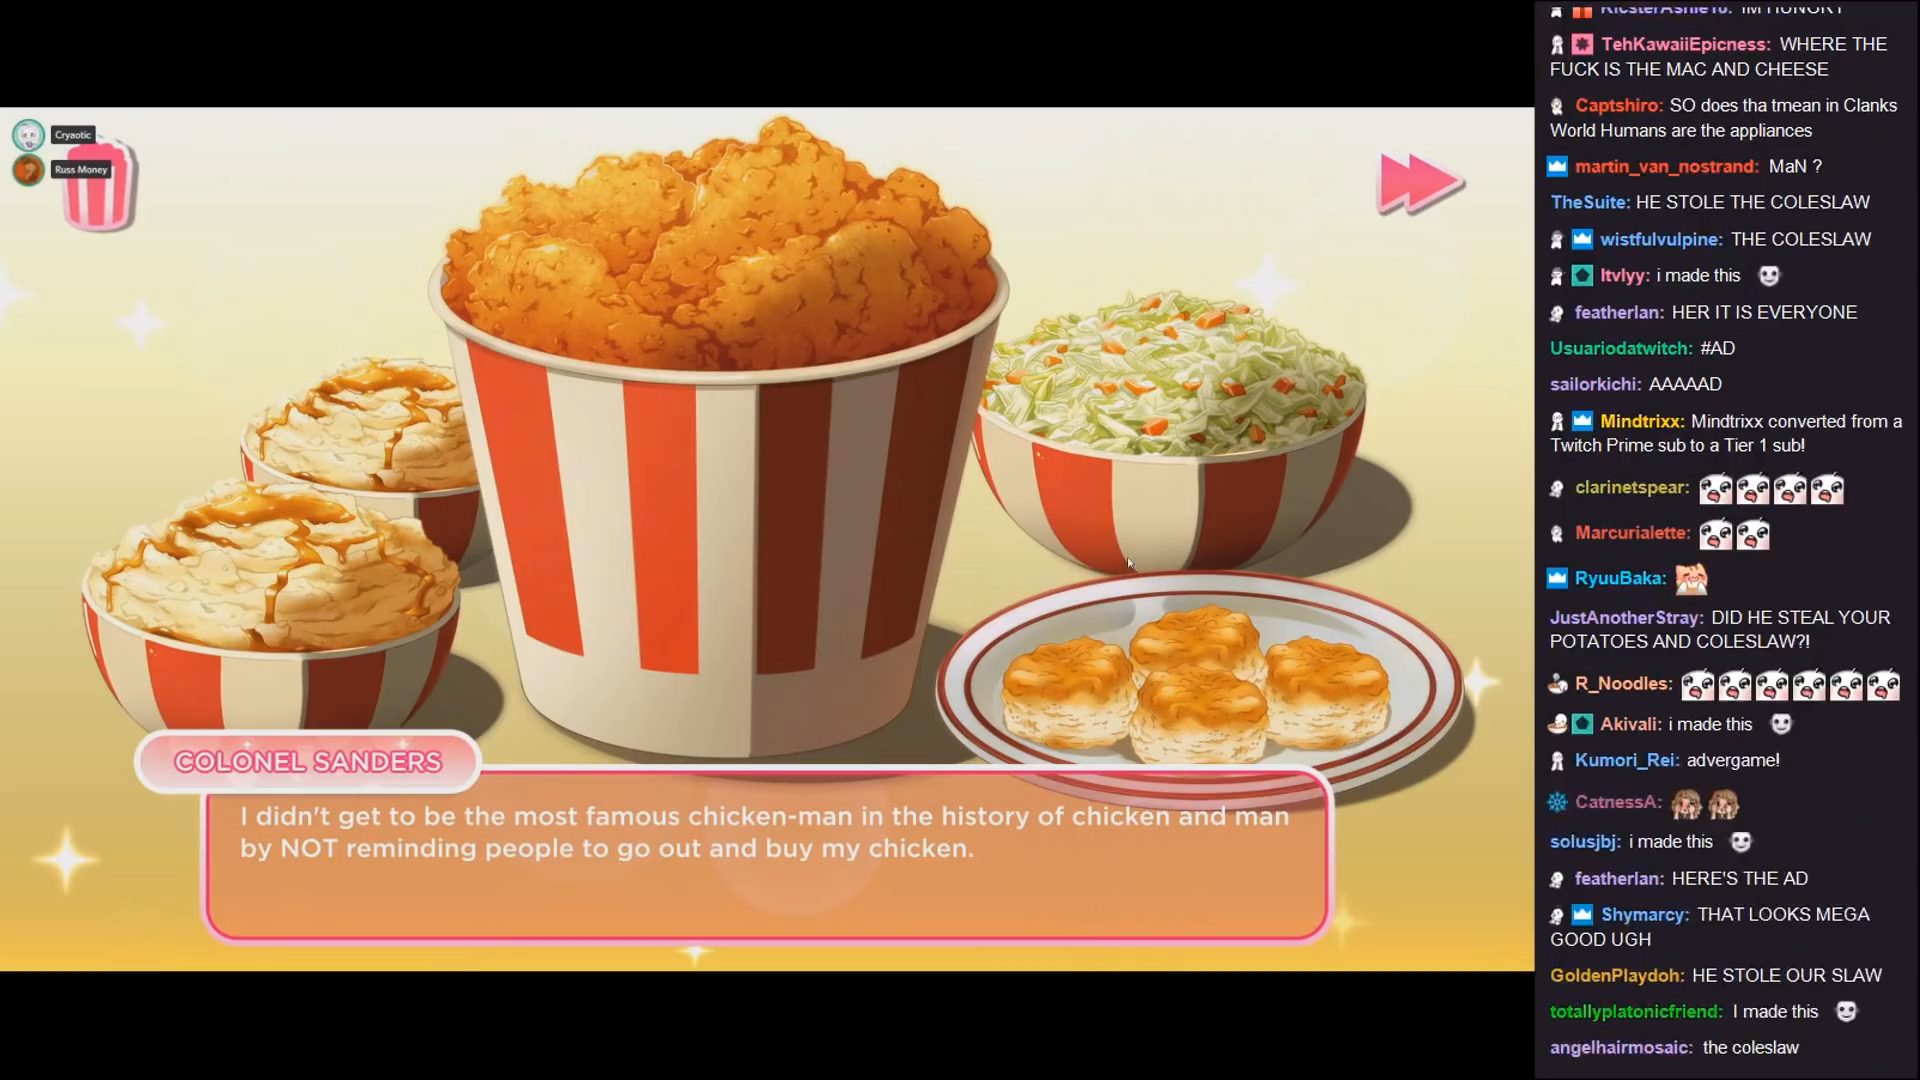 Cryaotic
Russ Money
COLONEL SANDERS
I didn't get to be the most famous chicken-man in the history of chicken and man
by NOT reminding people to go out and buy my chicken.
RicsterAshie18: IM HUNGRY
TehKawaiiEpicness: WHERE THE
FUCK IS THE MAC AND CHEESE
Captshiro: SO does tha tmean in Clanks
World Humans are the appliances
martin_van_nostrand: MaN ?
TheSuite: HE STOLE THE COLESLAW
wistfulvulpine: THE COLESLAW
Itvlyy: i made this
featherlan: HER IT IS EVERYONE
Usuariodatwitch: #AD
sailorkichi: AAAAAD
Mindtrixx: Mindtrixx converted from a
Twitch Prime sub to a Tier 1 sub!
clarinetspear:
Marcurialette:
RyuuBaka:
JustAnotherStray: DID HE STEAL YOUR
POTATOES AND COLESLAW?!
R_Noodles:
Akivali: i made this
Kumori_Rei: advergame!
CatnessA:
solusjbj: i made this
featherlan: HERE'S THE AD
Shymarcy: THAT LOOKS MEGA
GOOD UGH
GoldenPlaydoh: HE STOLE OUR SLAW
totallyplatonicfriend: I made this
angelhairmosaic: the coleslaw